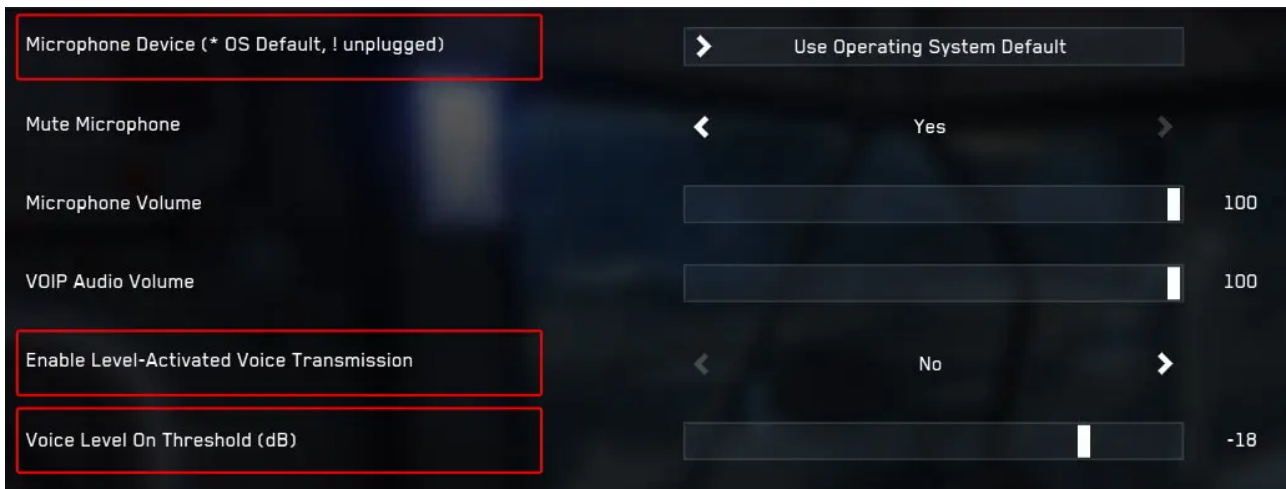 Microphone Device (* OS Default, ! unplugged)
Use Operating System Default
Mute Microphone
Yes
Microphone Volume
100
VOIP Audio Volume
100
Enable Level-Activated Voice Transmission
No
Voice Level On Threshold (dB)
-18